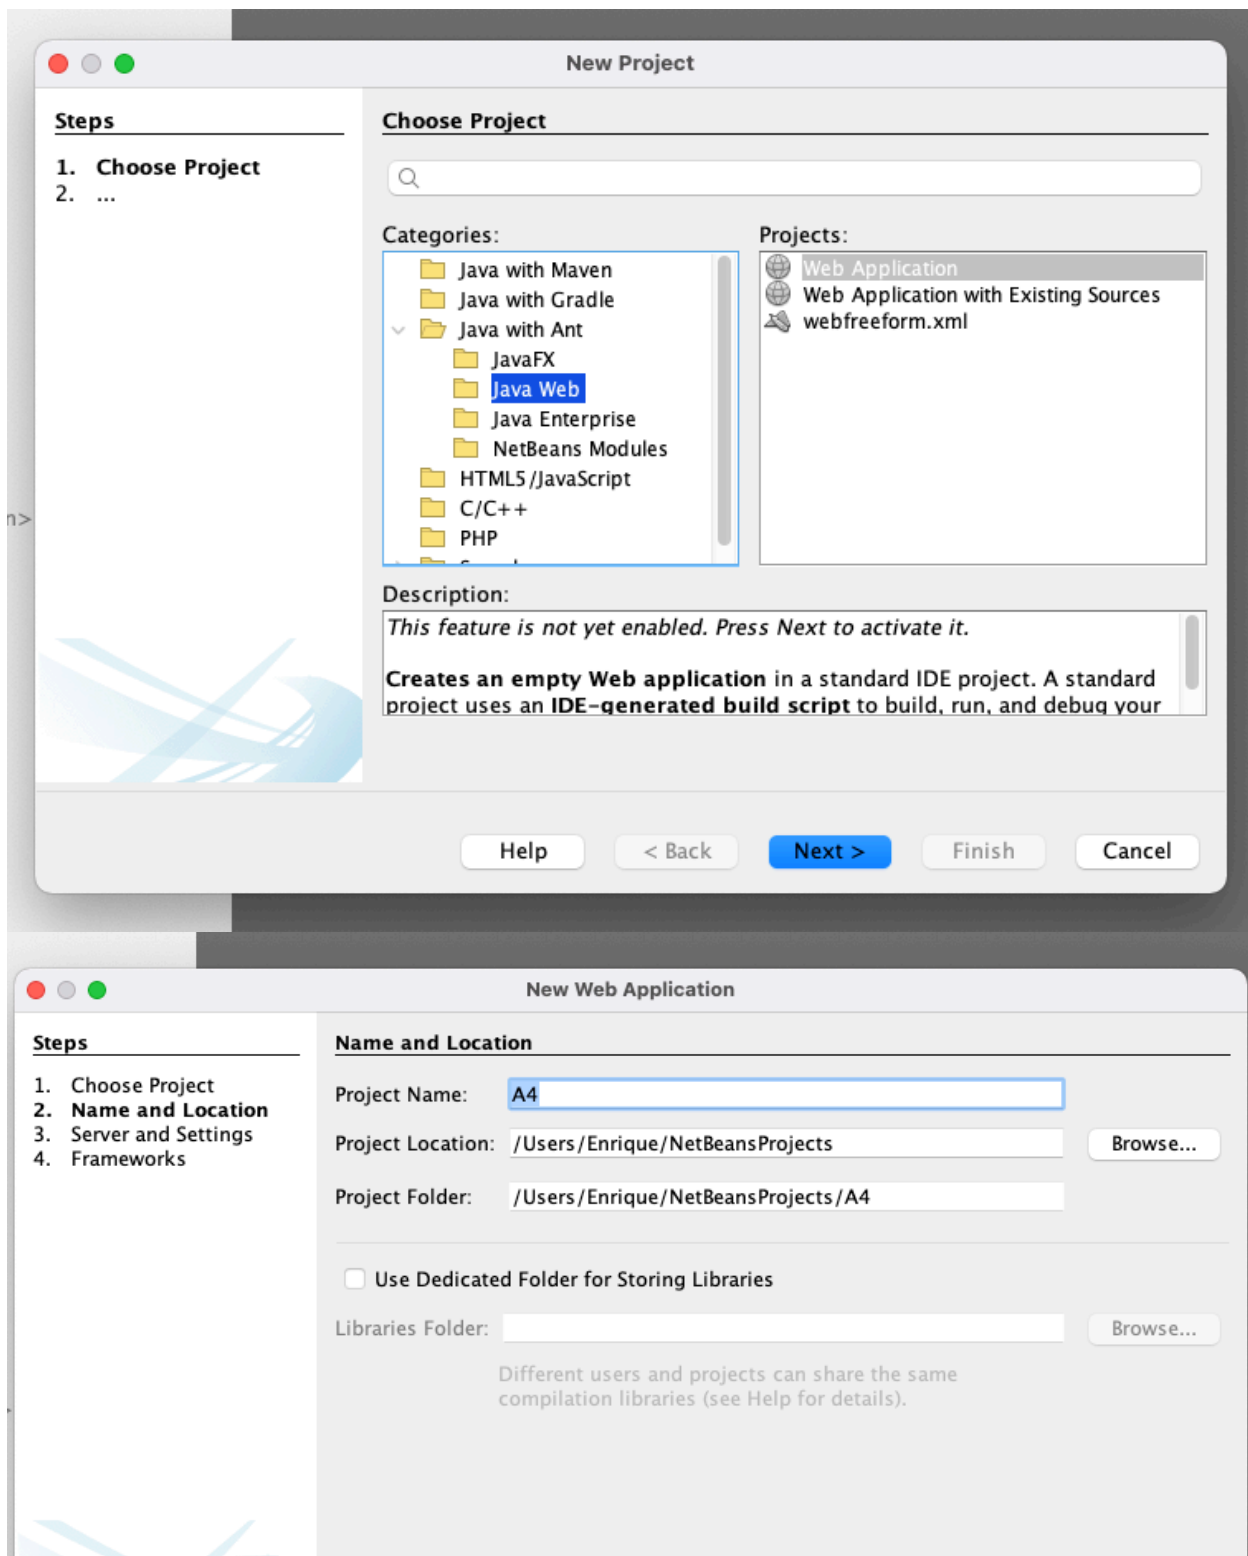 New Project
Steps
1. Choose Project
2. ...
Choose Project
Categories:
Java with Maven
Java with Gradle
Java with Ant
JavaFX
Java Web
Java Enterprise
NetBeans Modules
HTML5/JavaScript
C/C++
PHP
Projects:
Web Application
Web Application with Existing Sources
webfreeform.xml
n>
Description:
This feature is not yet enabled. Press Next to activate it.
Creates an empty Web application in a standard IDE project. A standard
project uses an IDE-generated build script to build, run, and debug your
Help
< Back
Next >
Finish
Cancel
New Web Application
Steps
1. Choose Project
2. Name and Location
3. Server and Settings
4. Frameworks
Name and Location
Project Name: A4
Project Location: /Users/Enrique/NetBeansProjects Browse...
Project Folder: /Users/Enrique/NetBeansProjects/A4
Use Dedicated Folder for Storing Libraries
Libraries Folder: Browse...
Different users and projects can share the same
compilation libraries (see Help for details).